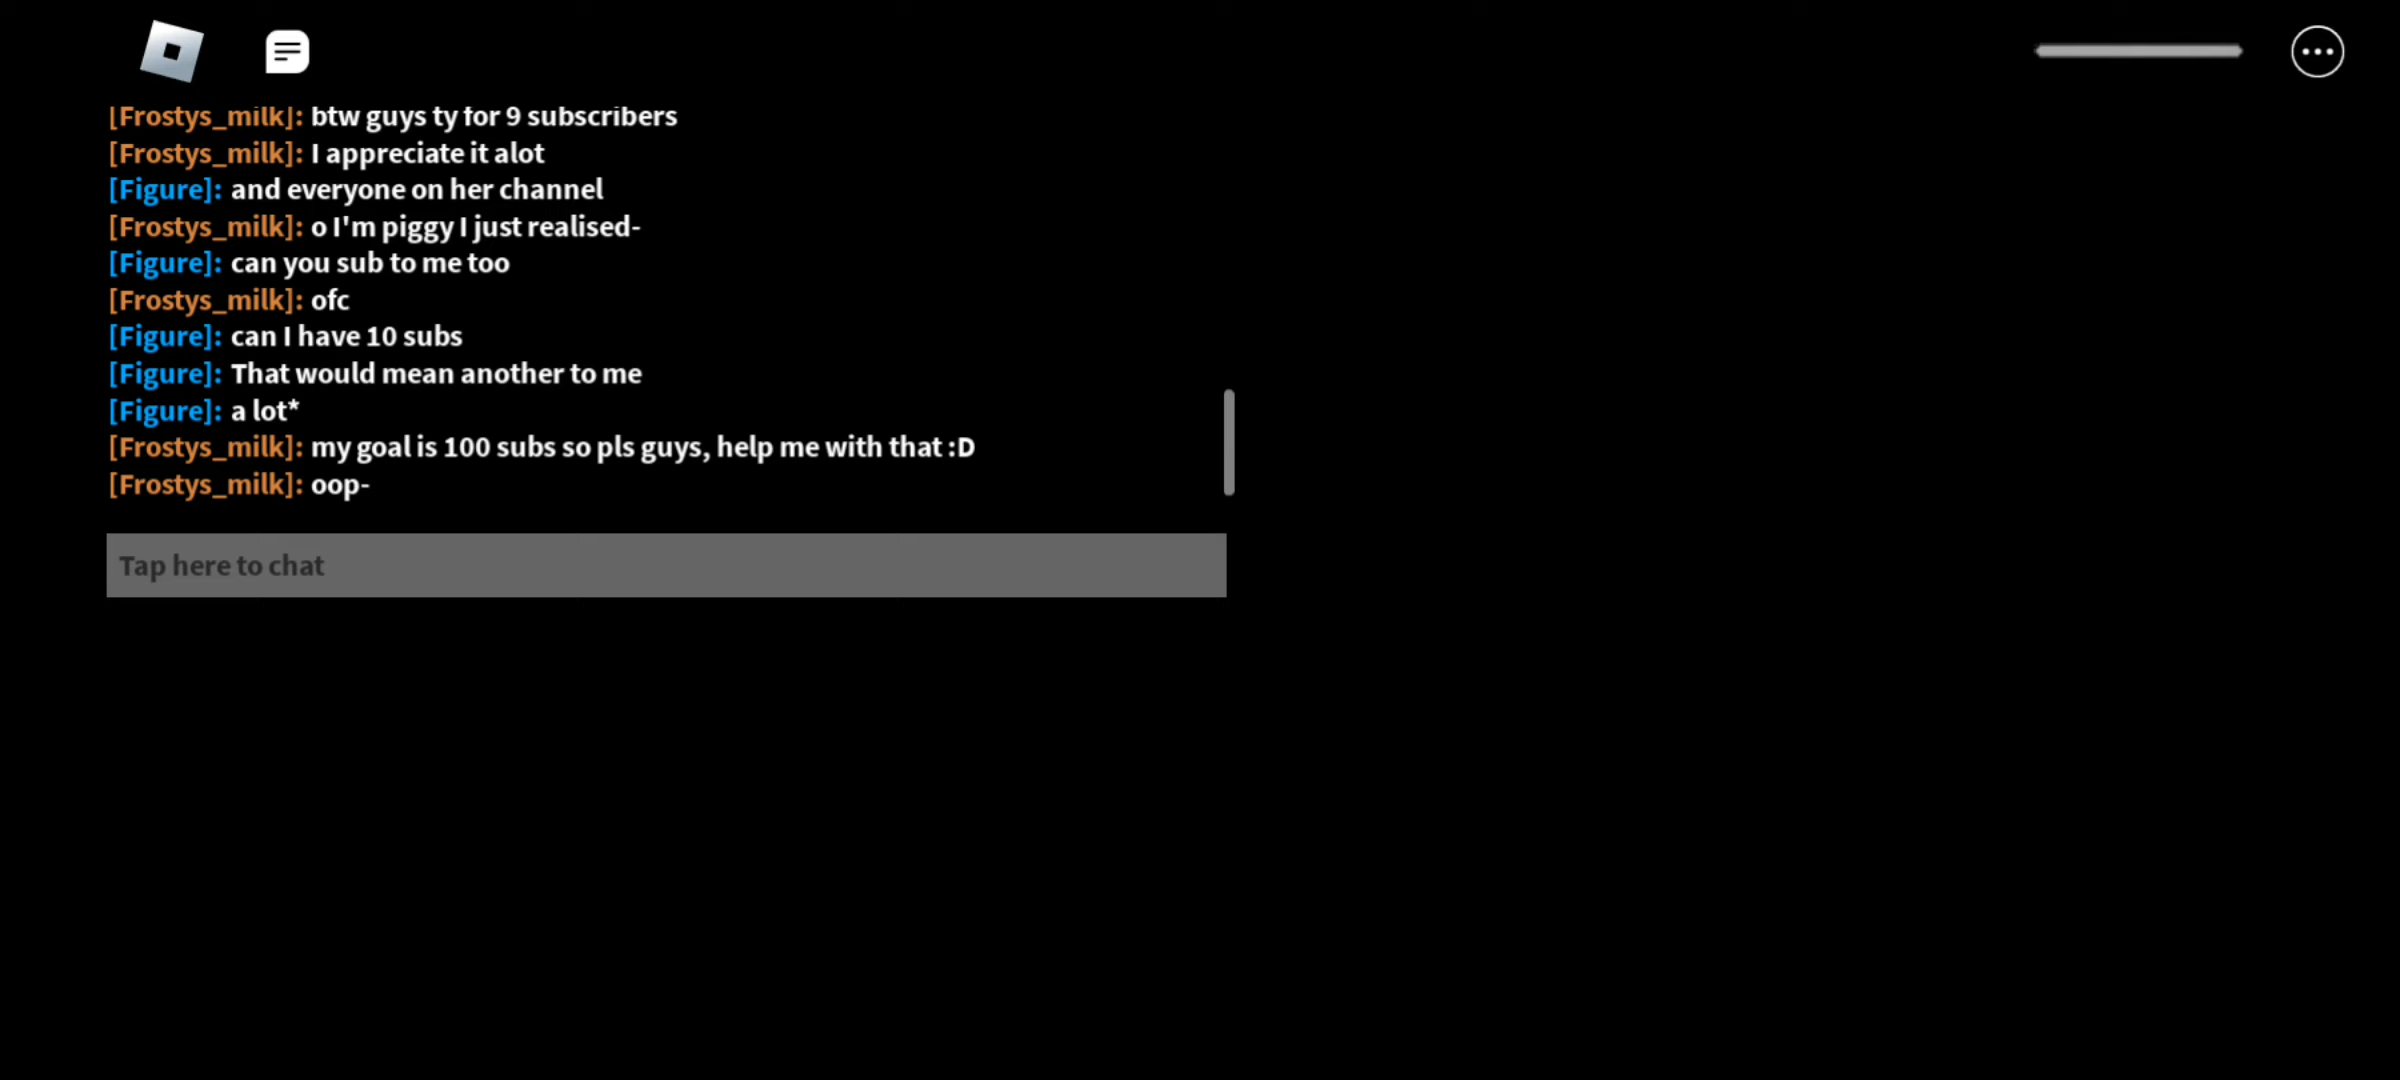 [Frostys_milk]: btw guys ty for 9 subscribers
[Frostys_milk]: I appreciate it alot
[Figure]: and everyone on her channel
[Frostys_milk]: o I'm piggy I just realised-
[Figure]: can you sub to me too
[Frostys_milk]: ofc
[Figure]: can I have 10 subs
[Figure]: That would mean another to me
[Figure]: a lot*
[Frostys_milk]: my goal is 100 subs so pls guys, help me with that :D
[Frostys_milk]: oop-
Tap here to chat